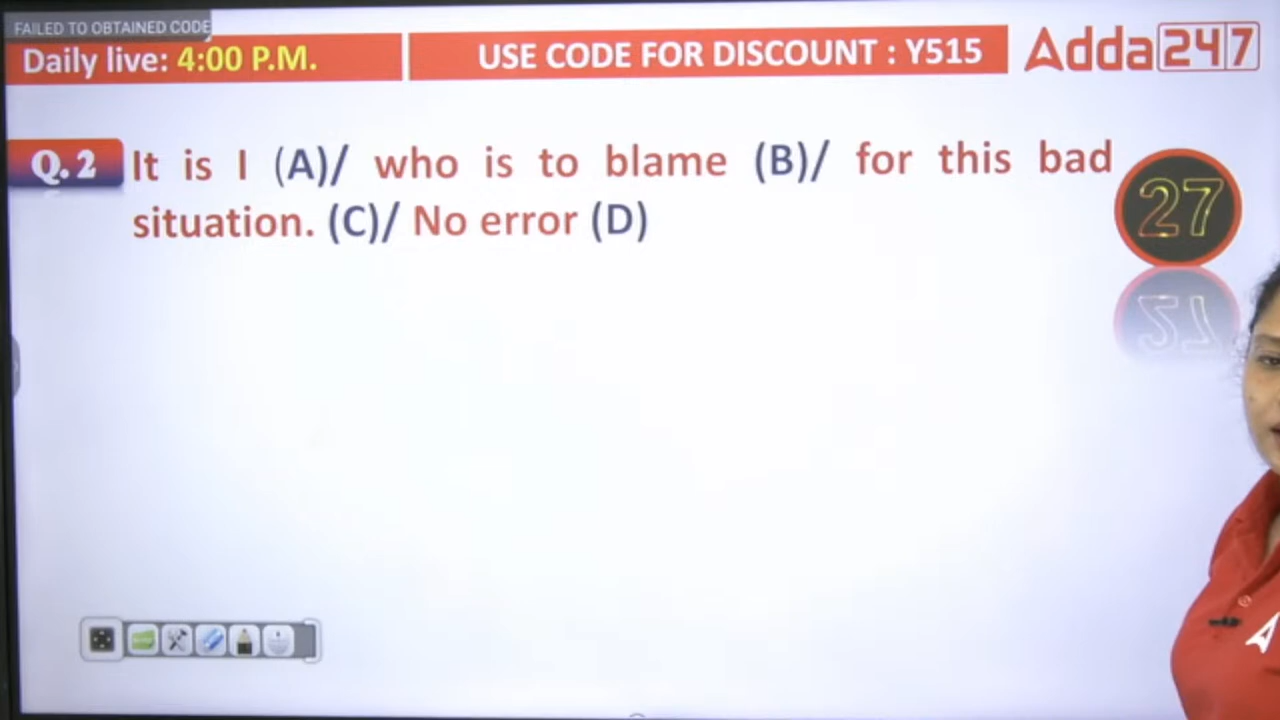 FAILED TO OBTAINED CODE
Daily live: 4:00 P.M.
USE CODE FOR DISCOUNT : Y515
Adda247
Q. 2
It is I (A)/ who is to blame (B)/ for this bad
situation. (C)/ No error (D)
27